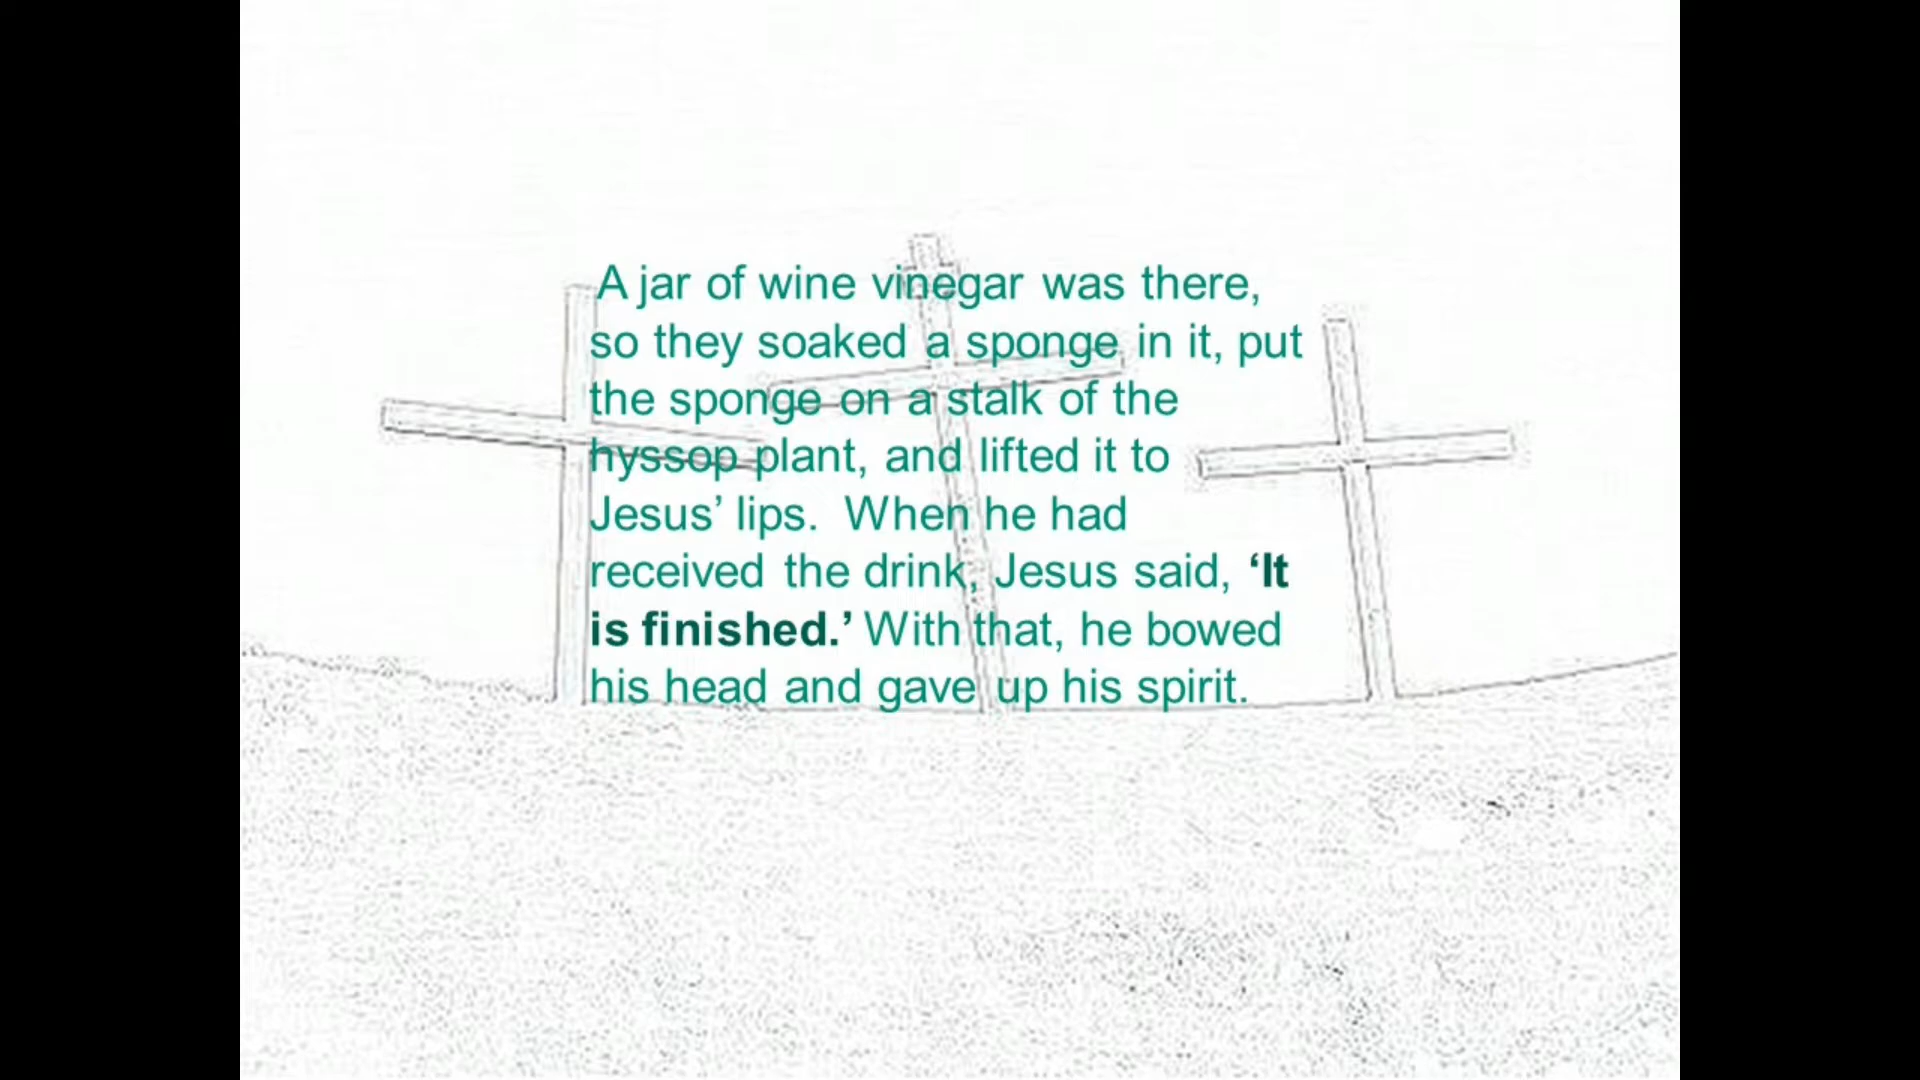 A jar of wine vinegar was there,
so they soaked a sponge in it, put
the sponge on a stalk of the
hyssop plant, and lifted it to
Jesus’ lips.  When he had
received the drink, Jesus said, ‘It
is finished.’ With that, he bowed
his head and gave up his spirit.